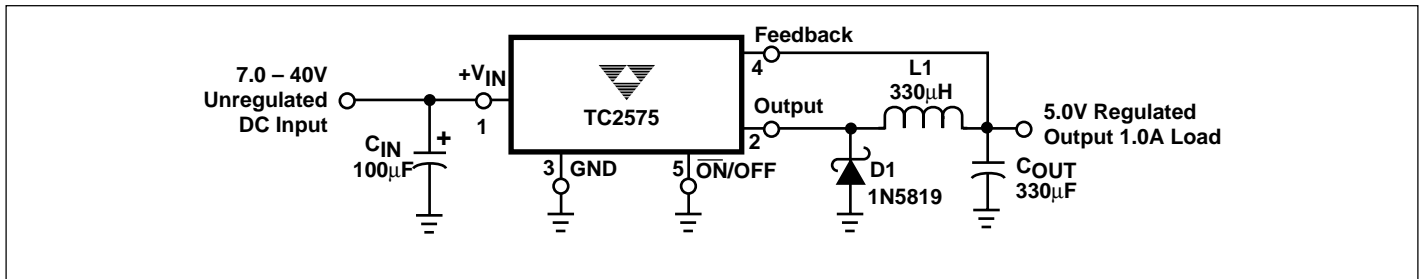 7.0 – 40V
Unregulated
DC Input
CIN
100µF
+
+VIN
1
TC2575
3
GND
5
ON/OFF
Feedback
4
Output
2
D1
1N5819
L1
330µH
COUT
330µF
5.0V Regulated
Output 1.0A Load